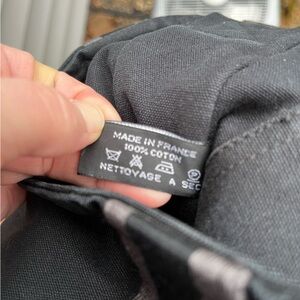 MADE IN FRANCE
100% COTON
P
NETTOYAGE A SEC